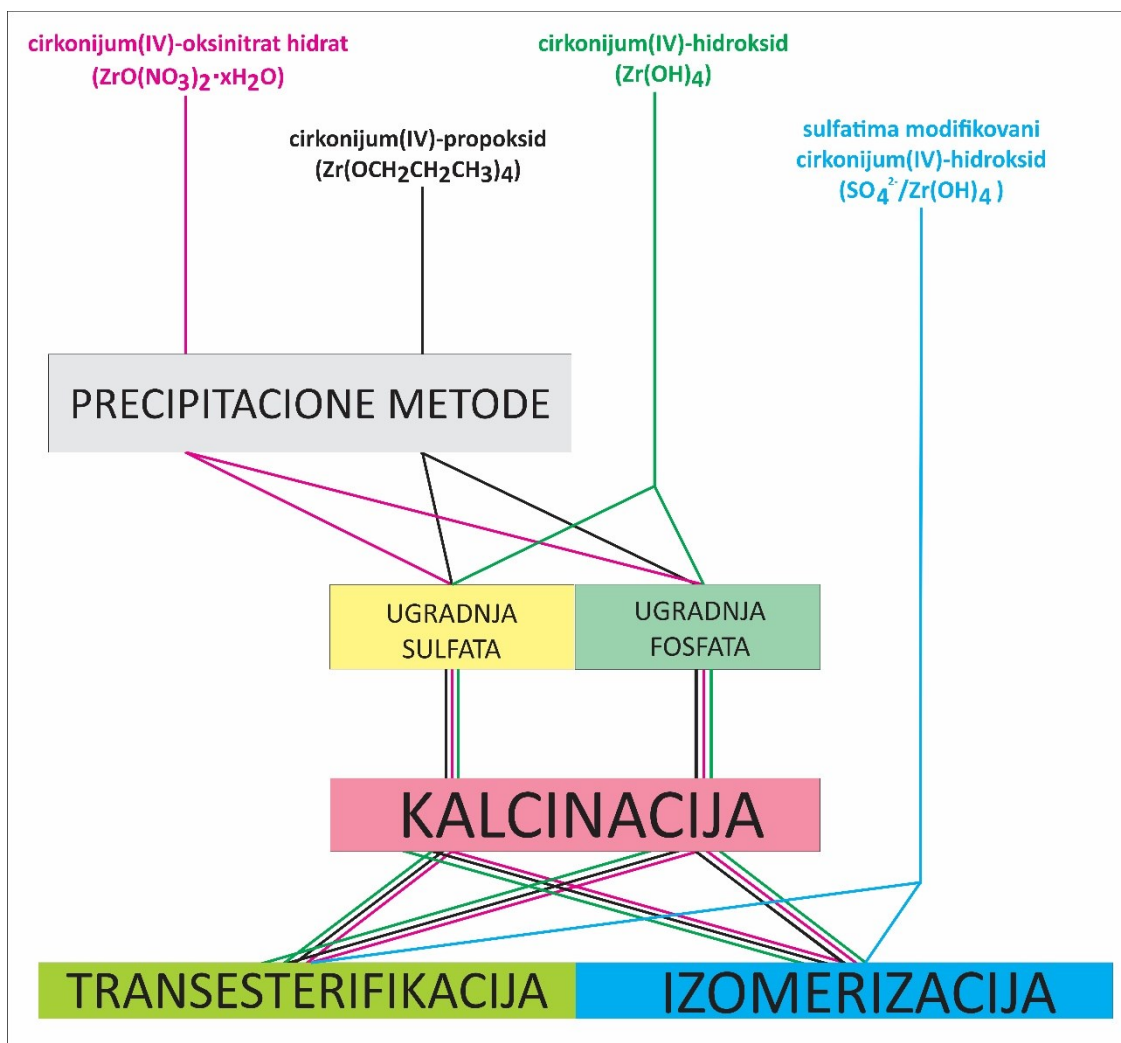 cirkonijum(IV)-oksinitrat hidrat
(ZrO(NO3)2·xH2O)
cirkonijum(IV)-hidroksid
(Zr(OH)4)
cirkonijum(IV)-propoksid
(Zr(OCH2CH2CH3)4)
sulfatima modifikovani
cirkonijum(IV)-hidroksid
(SO4²⁻/Zr(OH)4 )
PRECIPITACIONE METODE
UGRADNJA
SULFATA
UGRADNJA
FOSFATA
KALCINACIJA
TRANSESTERIFIKACIJA
IZOMERIZACIJA